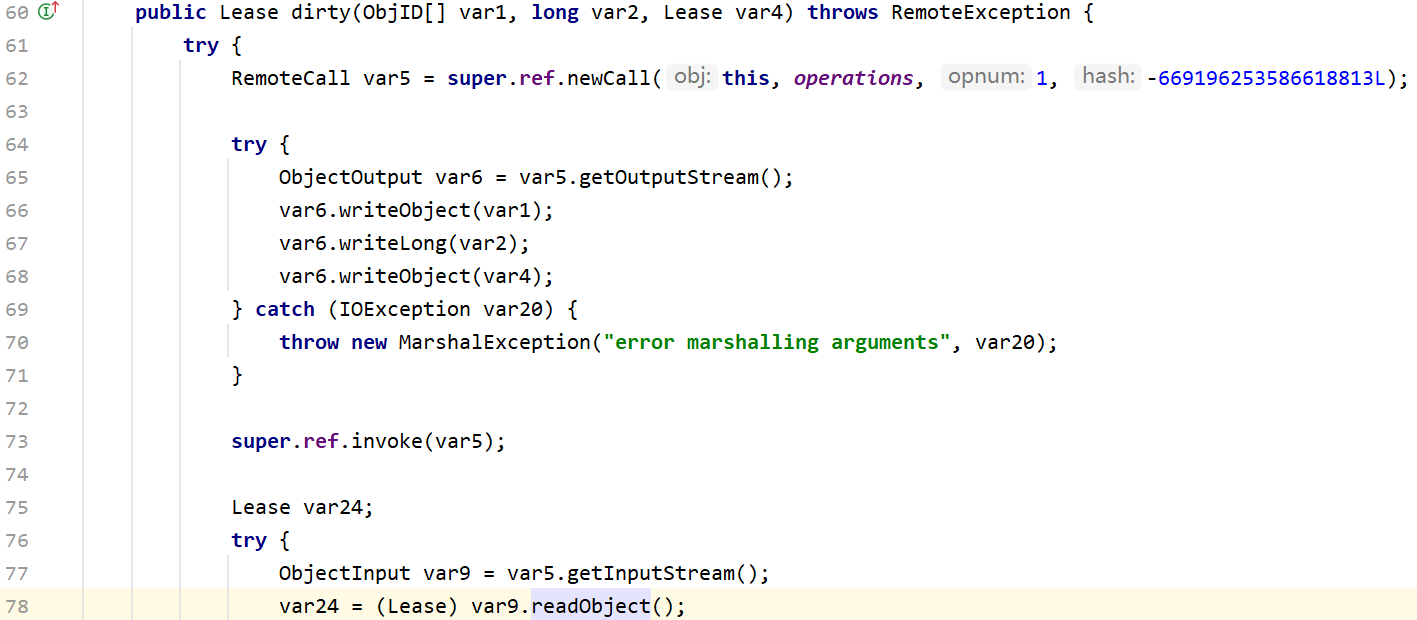 60 public Lease dirty(ObjID[] var1, long var2, Lease var4) throws RemoteException {
61 try {
62 RemoteCall var5 = super.ref.newCall( obj: this, operations, opnum: 1, hash: -669196253586618813L);
63
64 try {
65 ObjectOutput var6 = var5.getOutputStream();
66 var6.writeObject(var1);
67 var6.writeLong(var2);
68 var6.writeObject(var4);
69 } catch (IOException var20) {
70 throw new MarshalException("error marshalling arguments", var20);
71 }
72
73 super.ref.invoke(var5);
74
75 Lease var24;
76 try {
77 ObjectInput var9 = var5.getInputStream();
78 var24 = (Lease) var9.readObject();